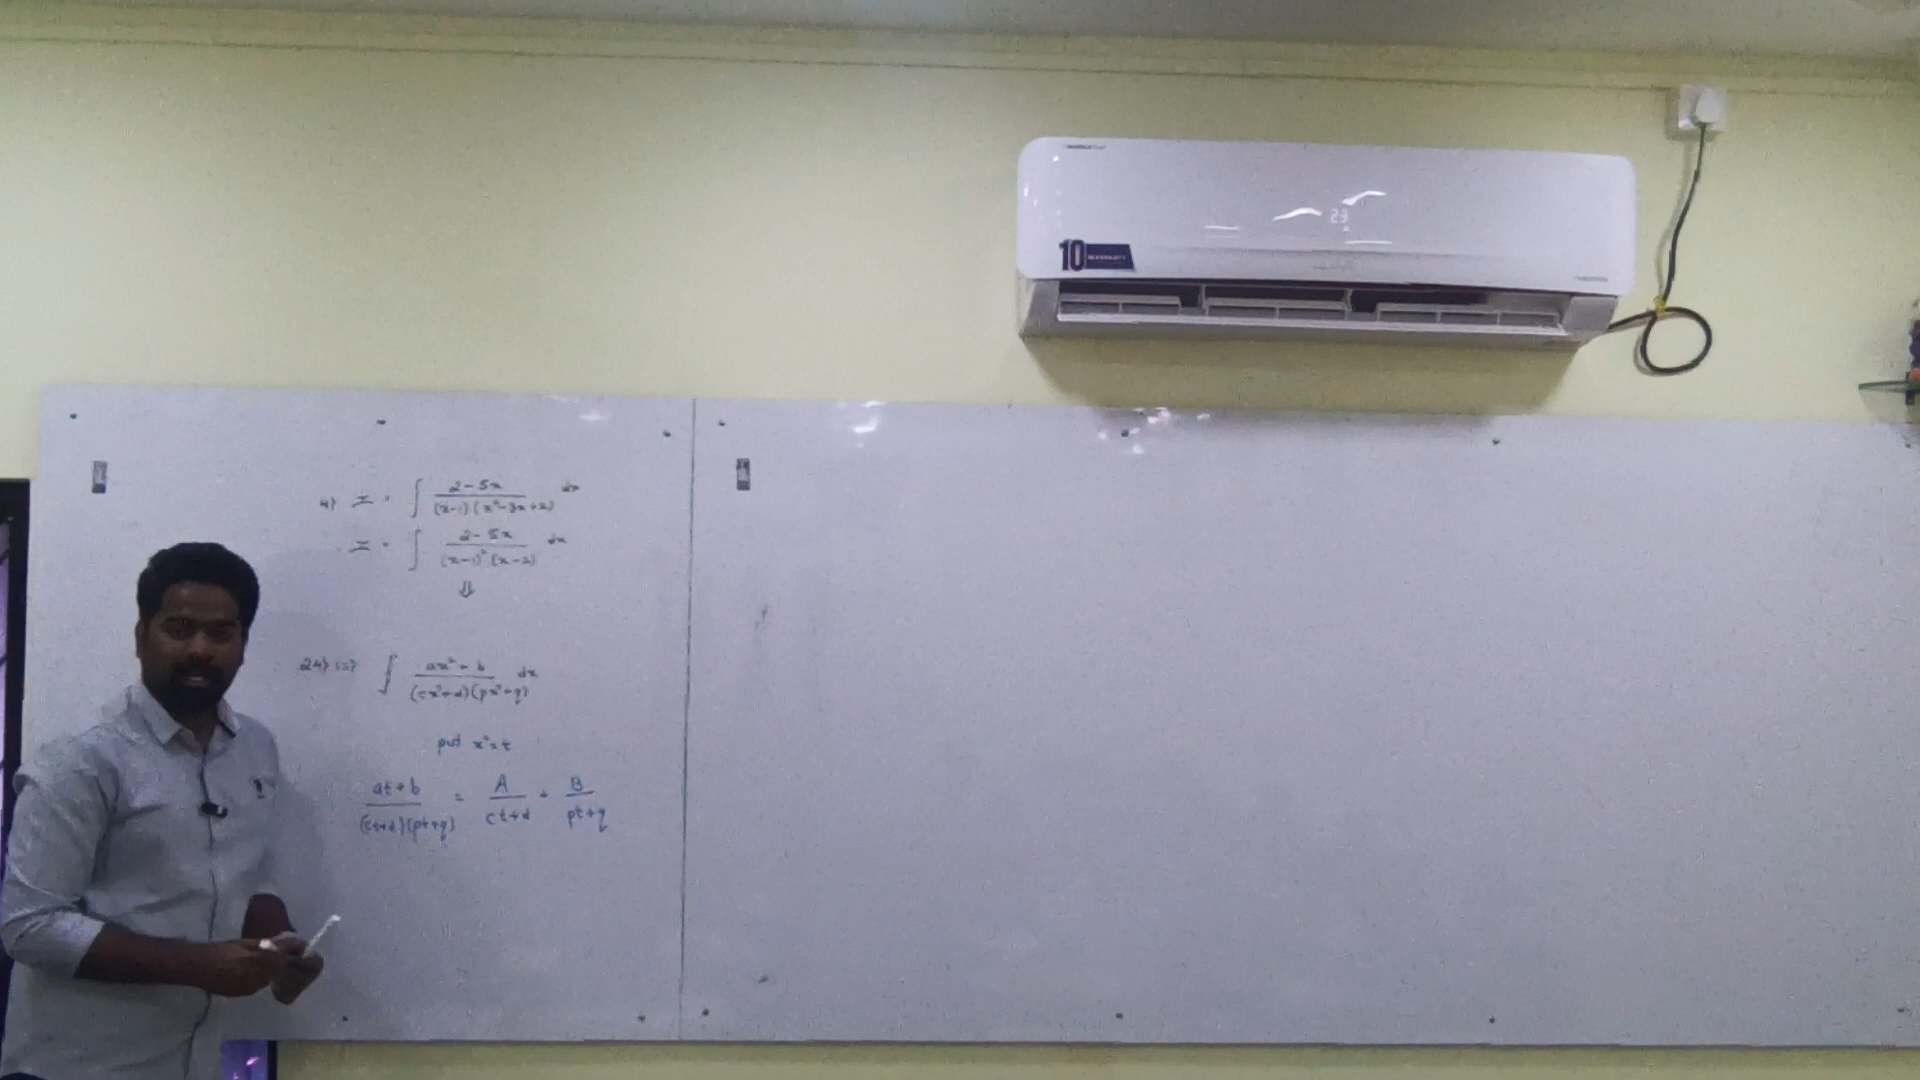 4) I = ∫ (2-5x)/((x-1)(x²-3x+2)) dx
I = ∫ (2-5x)/((x-1)²(x-2)) dx
⇓
∫ (ax²+b)/((cx²+d)(px²+q)) dx
put x²=t
(at+b)/((ct+d)(pt+q)) = A/(ct+d) + B/(pt+q)
23
10